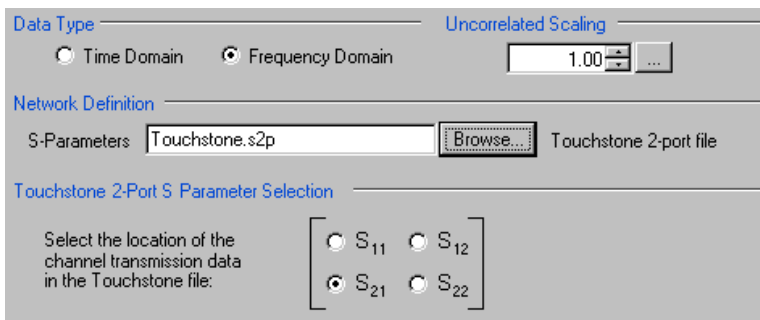 Data Type
Uncorrelated Scaling
Time Domain
Frequency Domain
1.00
...
Network Definition
S-Parameters
Touchstone.s2p
Browse...
Touchstone 2-port file
Touchstone 2-Port S Parameter Selection
Select the location of the
channel transmission data
in the Touchstone file:
S11 S12
S21 S22